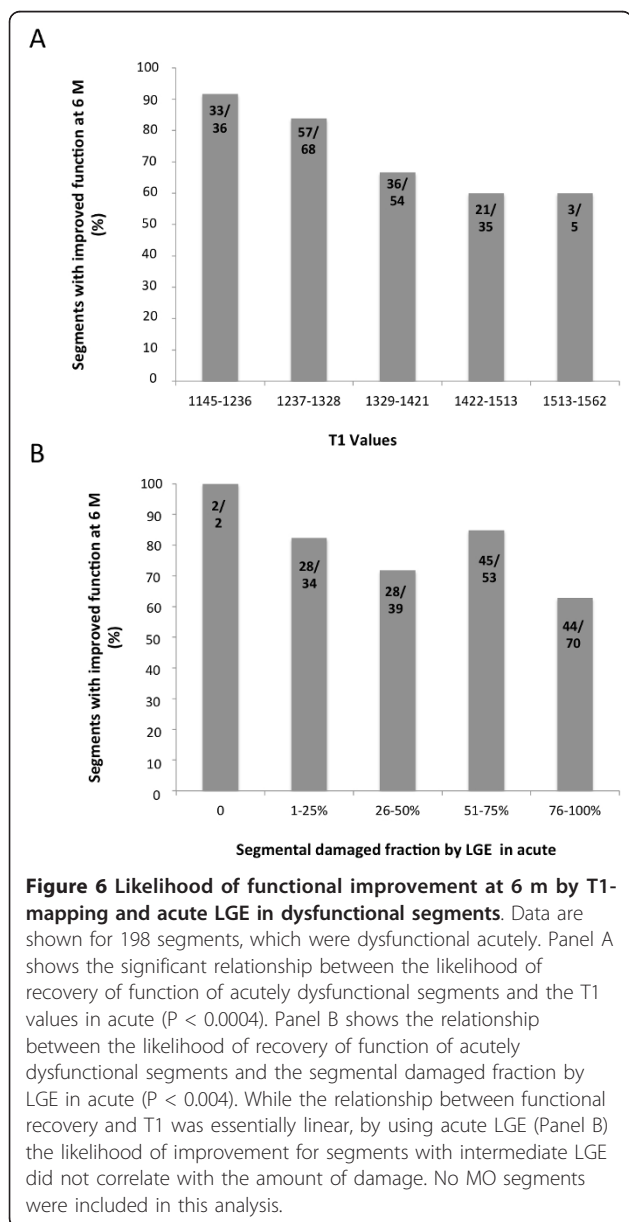 A
Segments with improved function at 6 M
(%)
100
90
80
70
60
50
40
30
20
10
0
33/
36
57/
68
36/
54
21/
35
3/
5
1145-1236 1237-1328 1329-1421 1422-1513 1513-1562
T1 Values
B
Segments with improved function at 6 M
(%)
100
90
80
70
60
50
40
30
20
10
0
2/
2
28/
34
28/
39
45/
53
44/
70
0 1-25% 26-50% 51-75% 76-100%
Segmental damaged fraction by LGE in acute
Figure 6 Likelihood of functional improvement at 6 m by T1-
mapping and acute LGE in dysfunctional segments. Data are
shown for 198 segments, which were dysfunctional acutely. Panel A
shows the significant relationship between the likelihood of
recovery of function of acutely dysfunctional segments and the T1
values in acute (P < 0.0004). Panel B shows the relationship
between the likelihood of recovery of function of acutely
dysfunctional segments and the segmental damaged fraction by
LGE in acute (P < 0.004). While the relationship between functional
recovery and T1 was essentially linear, by using acute LGE (Panel B)
the likelihood of improvement for segments with intermediate LGE
did not correlate with the amount of damage. No MO segments
were included in this analysis.